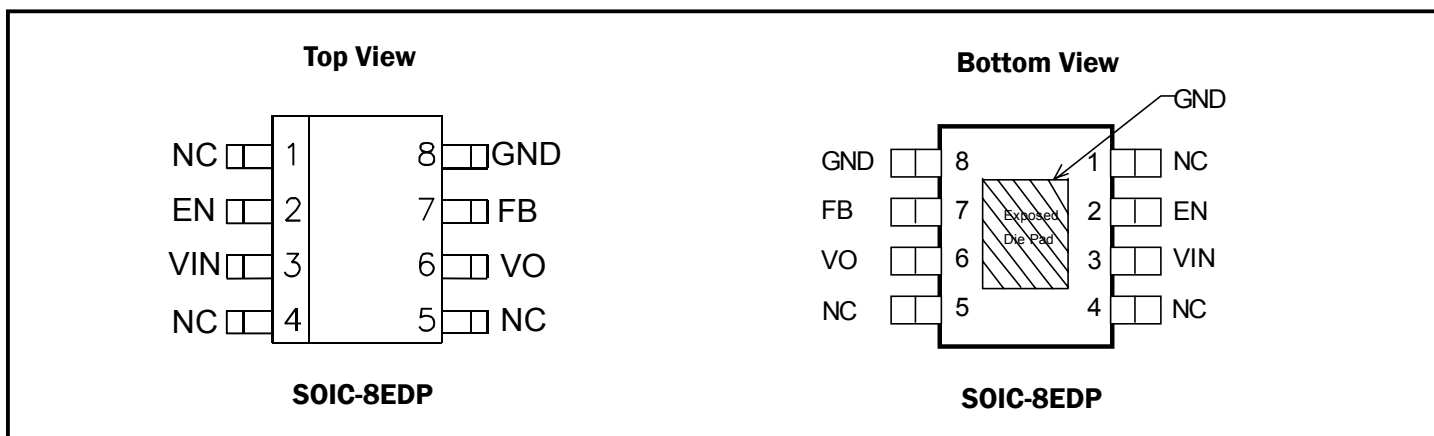 Top View
NC 1 8 GND
EN 2 7 FB
VIN 3 6 VO
NC 4 5 NC
SOIC-8EDP
Bottom View
GND
GND 8 1 NC
FB 7 Exposed 2 EN
Die Pad
VO 6 3 VIN
NC 5 4 NC
SOIC-8EDP